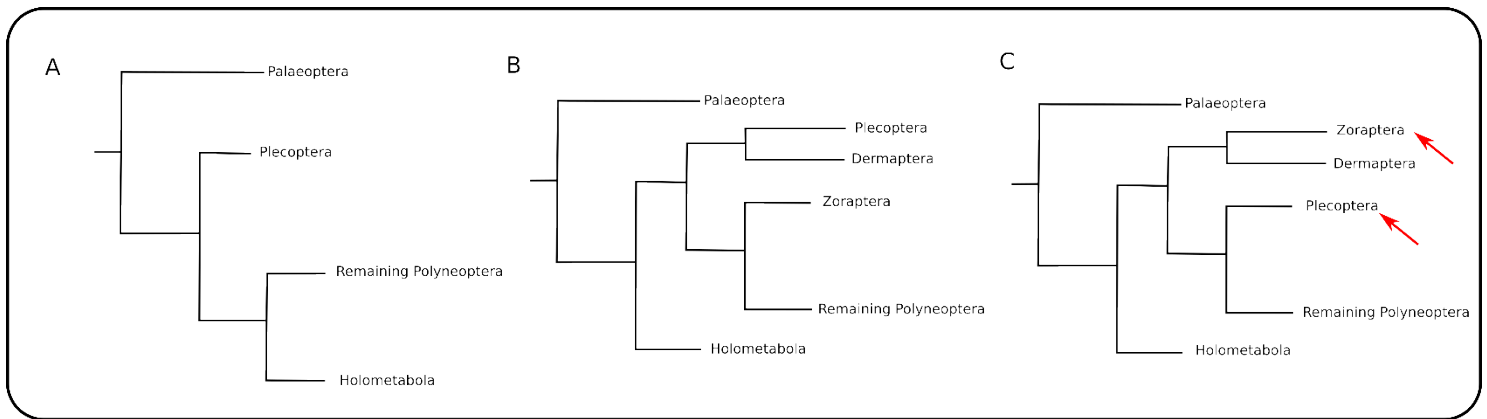 A
Palaeoptera
Plecoptera
Remaining Polyneoptera
Holometabola
B
Palaeoptera
Plecoptera
Dermaptera
Zoraptera
Remaining Polyneoptera
Holometabola
C
Palaeoptera
Zoraptera
Dermaptera
Plecoptera
Remaining Polyneoptera
Holometabola